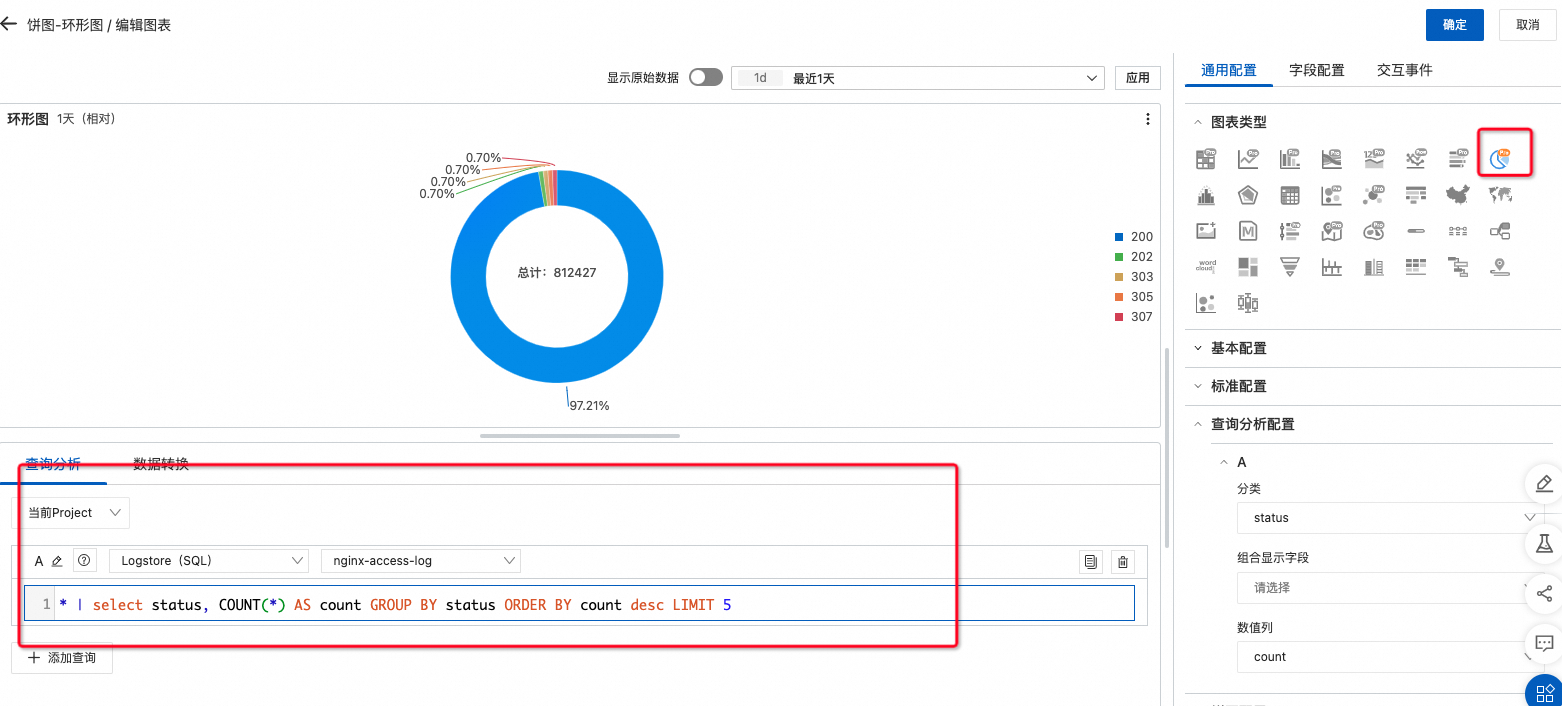 饼图-环形图 / 编辑图表
确定
取消
显示原始数据
1d
最近1天
应用
通用配置
字段配置
交互事件
环形图
1天（相对）
图表类型
0.70%
0.70%
0.70%
0.70%
总计：812427
97.21%
200
202
303
305
307
word
cloud
基本配置
标准配置
查询分析配置
A
分类
status
组合显示字段
请选择
数值列
count
查询分析
数据转换
当前Project
A
Logstore（SQL）
nginx-access-log
1
* | select status, COUNT(*) AS count GROUP BY status ORDER BY count desc LIMIT 5
添加查询